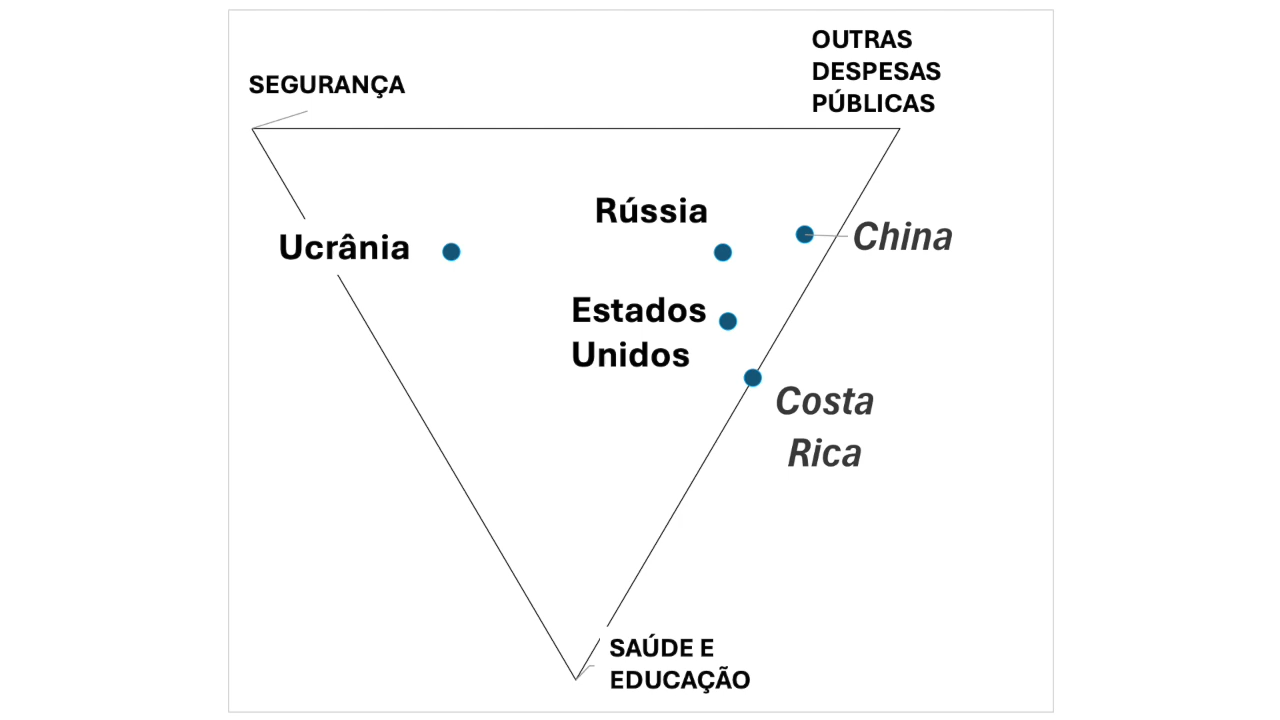 OUTRAS
DESPESAS
PÚBLICAS
SEGURANÇA
Rússia
China
Ucrânia
Estados
Unidos
Costa
Rica
SAÚDE E
EDUCAÇÃO